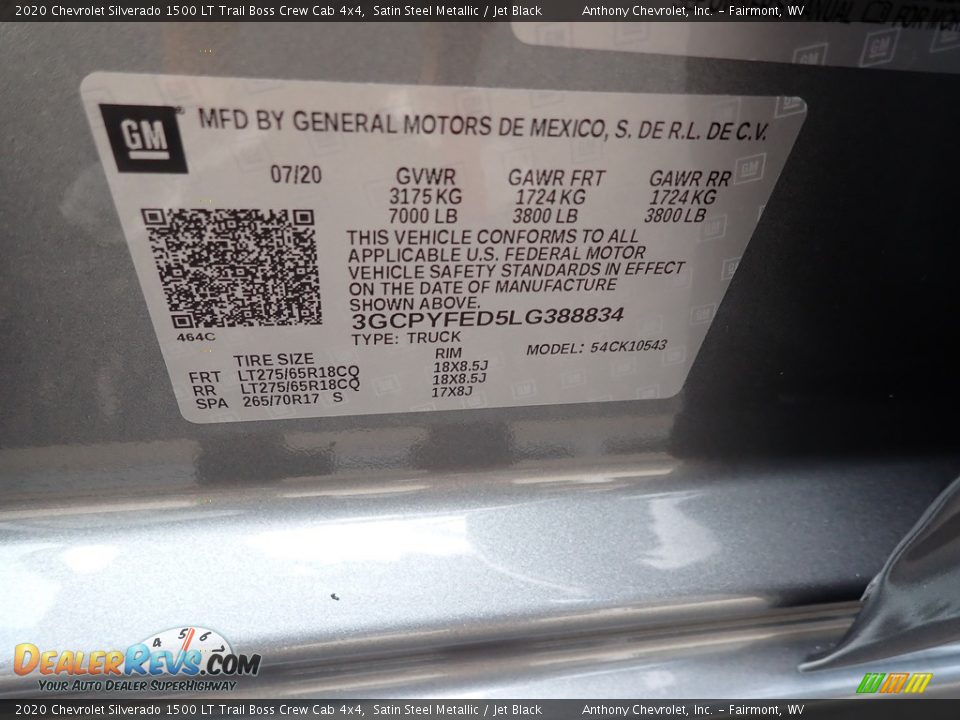 2020 Chevrolet Silverado 1500 LT Trail Boss Crew Cab 4x4, Satin Steel Metallic / Jet Black Anthony Chevrolet, Inc. - Fairmont, WV
MANUAL
GM
MFD BY GENERAL MOTORS DE MEXICO, S. DE R.L. DE C.V.
07/20 GVWR GAWR FRT GAWR RR
3175 KG 1724 KG 1724 KG
7000 LB 3800 LB 3800 LB
THIS VEHICLE CONFORMS TO ALL
APPLICABLE U.S. FEDERAL MOTOR
VEHICLE SAFETY STANDARDS IN EFFECT
ON THE DATE OF MANUFACTURE
SHOWN ABOVE.
3GCPYFED5LG388834
464C
TYPE: TRUCK
MODEL: 54CK10543
TIRE SIZE RIM
FRT LT275/65R18CQ 18X8.5J
RR LT275/65R18CQ 18X8.5J
SPA 265/70R17 S 17X8J
4 5 6
DealerRevs.com
Your Auto Dealer SuperHighway
2020 Chevrolet Silverado 1500 LT Trail Boss Crew Cab 4x4, Satin Steel Metallic / Jet Black Anthony Chevrolet, Inc. - Fairmont, WV